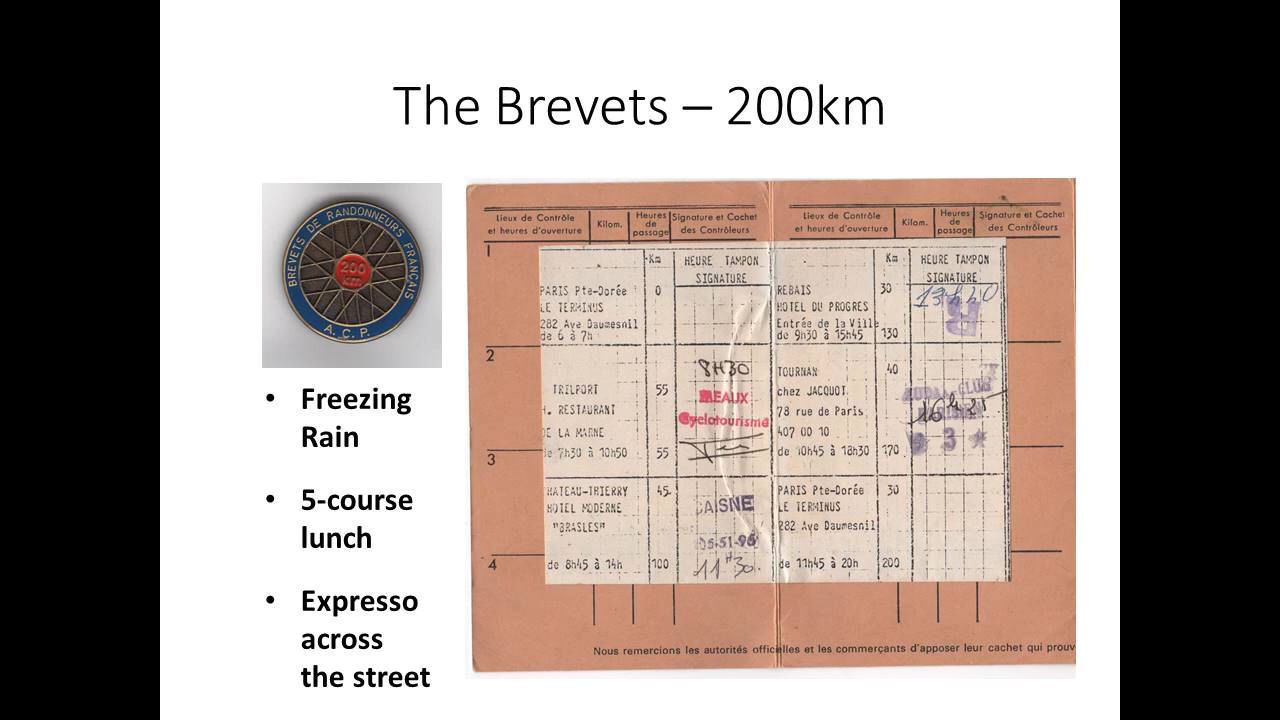 The Brevets – 200km
BREVETS DE RANDONNEURS FRANÇAIS
200
km
A.C.P.
• Freezing
Rain
• 5-course
lunch
• Expresso
across
the street
Lieux de Contrôle
et heures d'ouverture
Kilom.
Heures
de
passage
Signature et Cachet
des Contrôleurs
Lieux de Contrôle
et heures d'ouverture
Kilom.
Heures
de
passage
Signature et Cachet
des Contrôleurs
1
Km
HEURE TAMPON
SIGNATURE
PARIS Pte-Dorée 0
LE TERMINUS
282 Ave Daumesnil
de 6 à 7h
2
8H30
TRILPORT 55
MEAUX
Cyclotourisme
H. RESTAURANT
DE LA MARNE
de 7h30 à 10h50 55
3
HATEAU-THIERRY 45
HOTEL MODERNE
"BRASLES"
AISNE
4
de 8h45 à 14h 100
11H30.
Km
HEURE TAMPON
SIGNATURE
REBAIS 30
13h40
HOTEL DU PROGRES
Entrée de la Ville
de 9h30 à 15h45 130
TOURNAN 40
chez JACQUOT
78 rue de Paris
407 00 10
de 10h45 à 18h30 170
CLUB
3
PARIS Pte-Dorée 30
LE TERMINUS
282 Ave Daumesnil
de 11h45 à 20h 200
Nous remercions les autorités officielles et les commerçants d'apposer leur cachet qui prouv